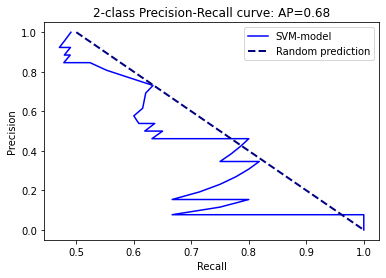 2-class Precision-Recall curve: AP=0.68
SVM-model
Random prediction
1.0
0.8
0.6
0.4
0.2
0.0
Precision
0.5 0.6 0.7 0.8 0.9 1.0
Recall